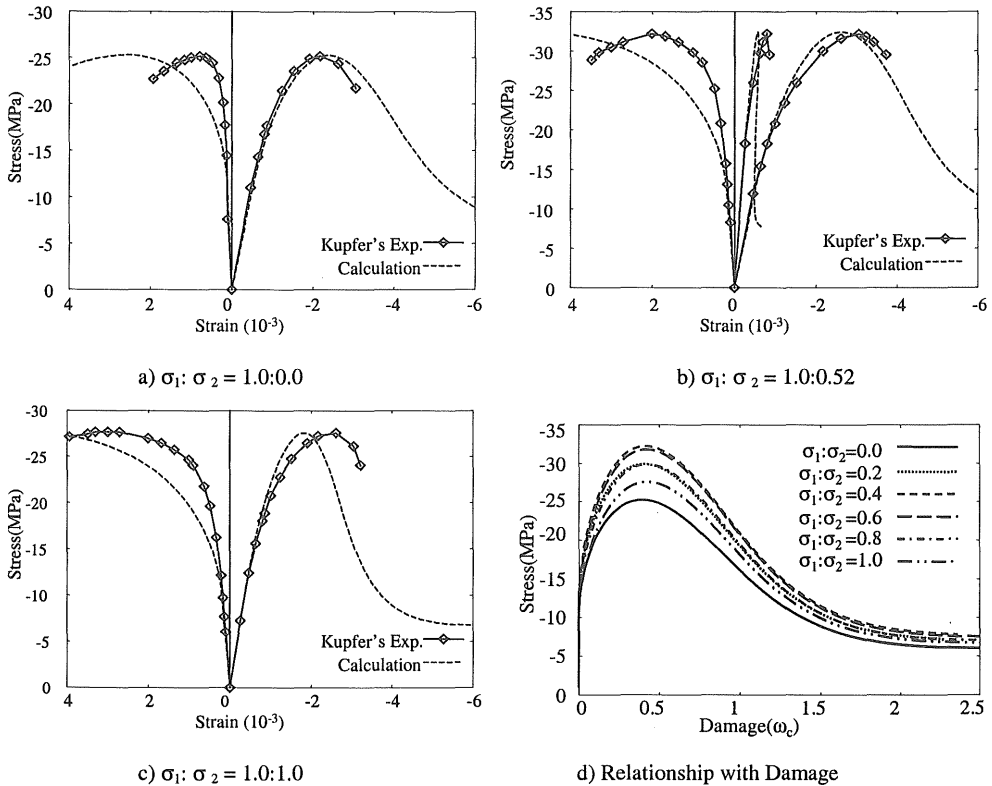 -30
-25
-20
-15
-10
-5
0
Stress(MPa)
4 2 0 -2 -4 -6
Strain (10⁻³)
Kupfer's Exp.
Calculation
a) σ₁: σ ₂ = 1.0:0.0
-35
-30
-25
-20
-15
-10
-5
0
Stress(MPa)
4 2 0 -2 -4 -6
Strain (10⁻³)
Kupfer's Exp.
Calculation
b) σ₁: σ ₂ = 1.0:0.52
-30
-25
-20
-15
-10
-5
0
Stress(MPa)
4 2 0 -2 -4 -6
Strain (10⁻³)
Kupfer's Exp.
Calculation
c) σ₁: σ ₂ = 1.0:1.0
-35
-30
-25
-20
-15
-10
-5
0
Stress(MPa)
0 0.5 1 1.5 2 2.5
Damage(ω꜀)
σ₁:σ₂=0.0
σ₁:σ₂=0.2
σ₁:σ₂=0.4
σ₁:σ₂=0.6
σ₁:σ₂=0.8
σ₁:σ₂=1.0
d) Relationship with Damage